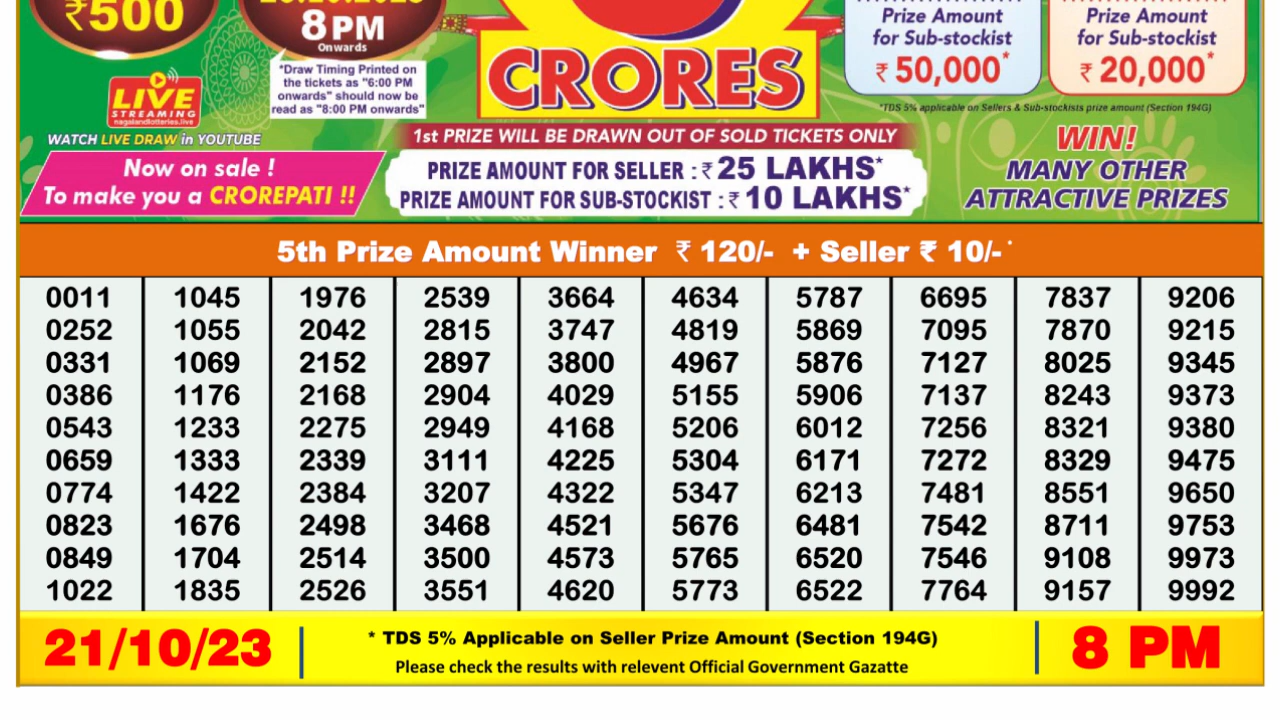 ₹500
8PM
Onwards
*Draw Timing Printed on
the tickets as "6:00 PM
onwards" should now be
read as "8:00 PM onwards"
LIVE
STREAMING
nagalandlotteries.live
WATCH LIVE DRAW in YOUTUBE
Now on sale !
To make you a CROREPATI !!
CRORES
1st PRIZE WILL BE DRAWN OUT OF SOLD TICKETS ONLY
PRIZE AMOUNT FOR SELLER : ₹ 25 LAKHS*
PRIZE AMOUNT FOR SUB-STOCKIST : ₹ 10 LAKHS*
Prize Amount
for Sub-stockist
₹ 50,000*
Prize Amount
for Sub-stockist
₹ 20,000*
*TDS 5% applicable on Sellers & Sub-stockists prize amount (Section 194G)
WIN!
MANY OTHER
ATTRACTIVE PRIZES
5th Prize Amount Winner ₹ 120/- + Seller ₹ 10/- *
0011 1045 1976 2539 3664 4634 5787 6695 7837 9206
0252 1055 2042 2815 3747 4819 5869 7095 7870 9215
0331 1069 2152 2897 3800 4967 5876 7127 8025 9345
0386 1176 2168 2904 4029 5155 5906 7137 8243 9373
0543 1233 2275 2949 4168 5206 6012 7256 8321 9380
0659 1333 2339 3111 4225 5304 6171 7272 8329 9475
0774 1422 2384 3207 4322 5347 6213 7481 8551 9650
0823 1676 2498 3468 4521 5676 6481 7542 8711 9753
0849 1704 2514 3500 4573 5765 6520 7546 9108 9973
1022 1835 2526 3551 4620 5773 6522 7764 9157 9992
21/10/23
* TDS 5% Applicable on Seller Prize Amount (Section 194G)
Please check the results with relevent Official Government Gazatte
8 PM